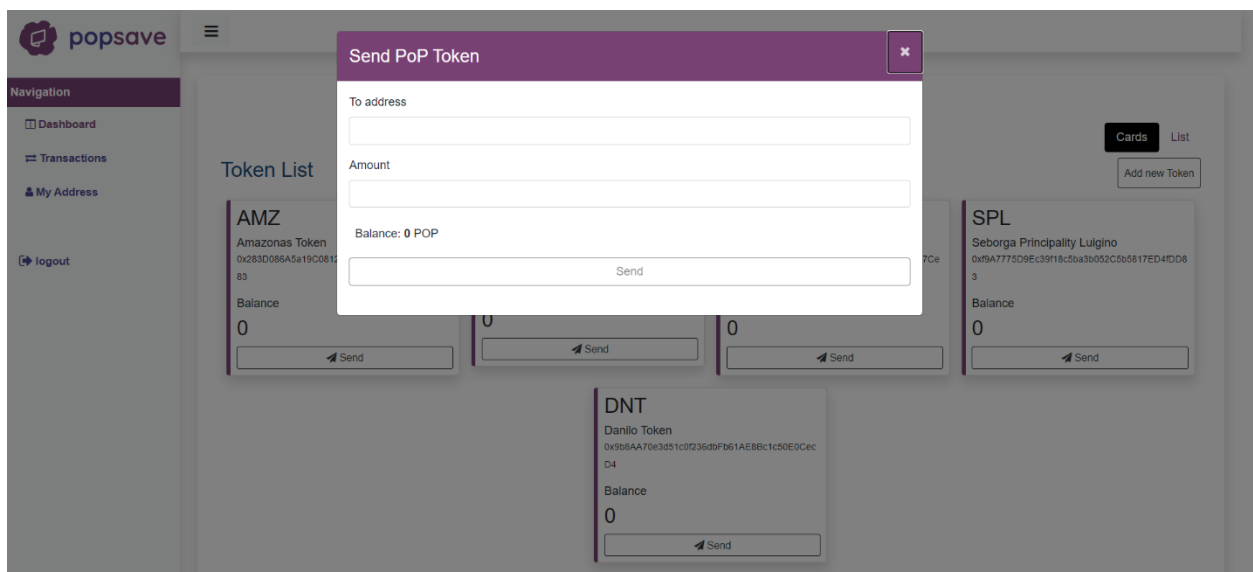 popsave
Navigation
Dashboard
Transactions
My Address
logout
Send PoP Token
To address
Amount
Balance: 0 POP
Send
Cards
List
Token List
Add new Token
AMZ
Amazonas Token
0x283D086A5a19C0812
83
Balance
0
Send
0
Send
7Ce
0
Send
SPL
Seborga Principality Luigino
0xf9A7775D9Ec39f18c5ba3b052C5b5817ED4fDD8
3
Balance
0
Send
DNT
Danilo Token
0x9b8AA70e3d51c0f236dbFb61AE8Bc1c50E0Cec
D4
Balance
0
Send